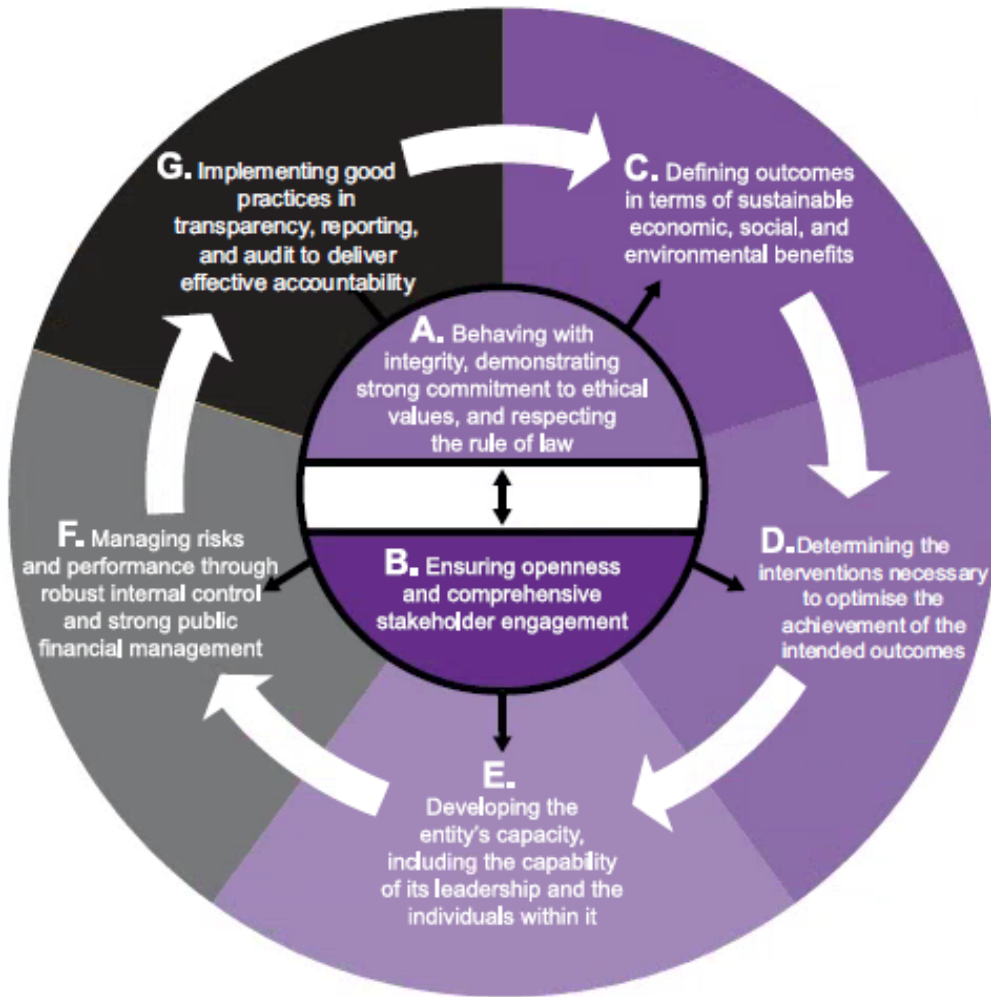 A. Behaving with
integrity, demonstrating
strong commitment to ethical
values, and respecting
the rule of law
B. Ensuring openness
and comprehensive
stakeholder engagement
C. Defining outcomes
in terms of sustainable
economic, social, and
environmental benefits
D. Determining the
interventions necessary
to optimise the
achievement of the
intended outcomes
E.
Developing the
entity's capacity,
including the capability
of its leadership and the
individuals within it
F. Managing risks
and performance through
robust internal control
and strong public
financial management
G. Implementing good
practices in
transparency, reporting,
and audit to deliver
effective accountability